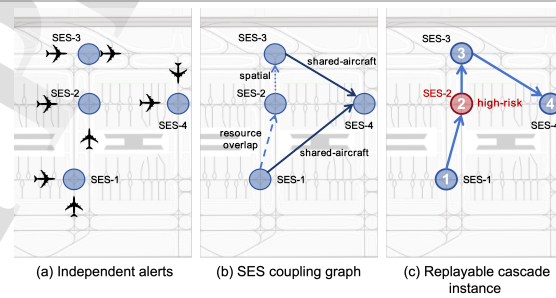 SES-3
SES-2
SES-4
SES-1
(a) Independent alerts
SES-3
shared-aircraft
spatial
SES-2
SES-4
resource
overlap
shared-aircraft
SES-1
(b) SES coupling graph
SES-3
3
SES-2
2
high-risk
4
SES-4
1
SES-1
(c) Replayable cascade
instance